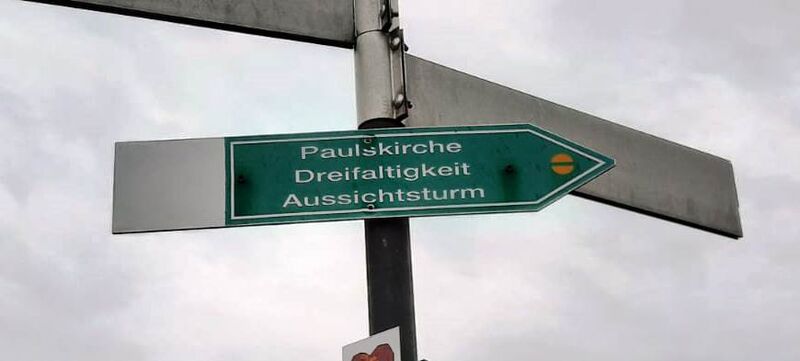 Paulskirche
Dreifaltigkeit
Aussichtsturm